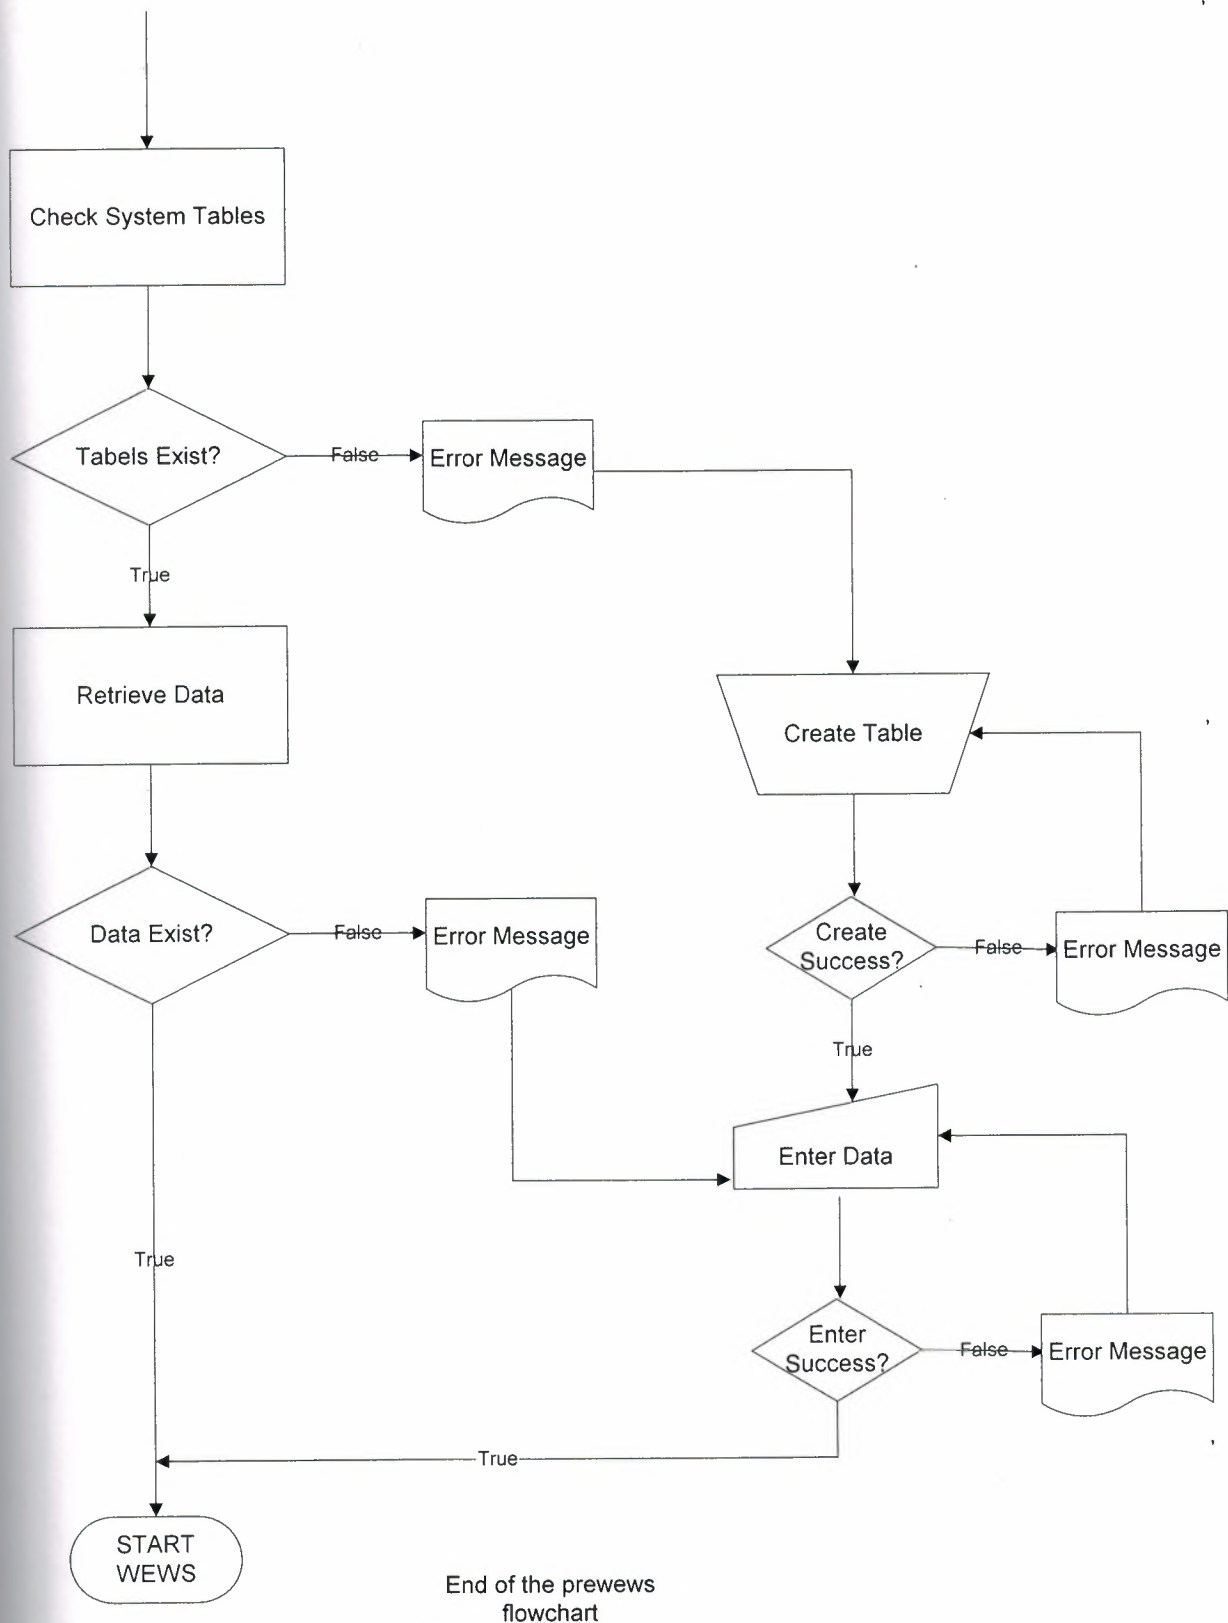 Check System Tables
Tabels Exist?
False
Error Message
True
Retrieve Data
Create Table
Data Exist?
False
Error Message
Create
Success?
False
Error Message
True
Enter Data
True
Enter
Success?
False
Error Message
True
START
WEWS
End of the prewews
flowchart